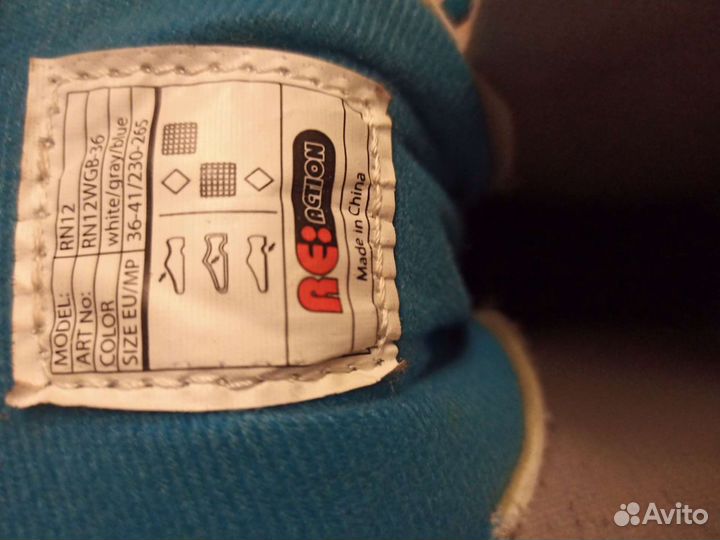 MODEL: RN12
ART No: RN12WGB-36
COLOR white/gray/blue
SIZE EU/MP 36-41/230-265
RE:ACTION
Made in China
Avito